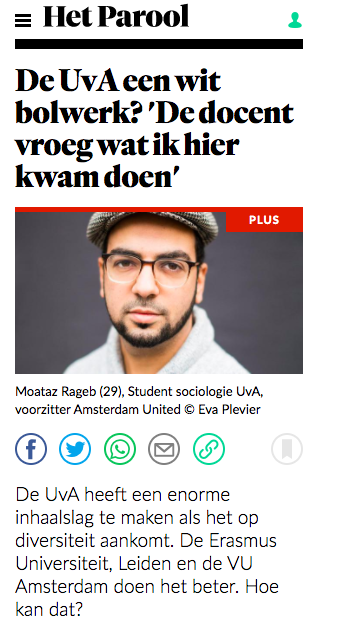 Het Parool
De UvA een wit
bolwerk? 'De docent
vroeg wat ik hier
kwam doen'
PLUS
Moataz Rageb (29), Student sociologie UvA,
voorzitter Amsterdam United © Eva Plevier
De UvA heeft een enorme
inhaalslag te maken als het op
diversiteit aankomt. De Erasmus
Universiteit, Leiden en de VU
Amsterdam doen het beter. Hoe
kan dat?